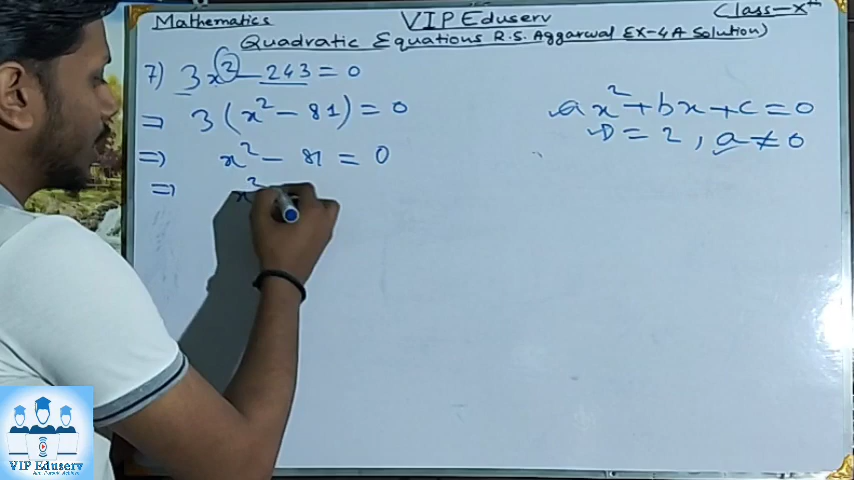 Mathematics VIP Eduserv Class-Xth
Quadratic Equations R.S. Aggarwal EX-4A Solution)
7) 3x² - 243 = 0
⇒ 3(x² - 81) = 0
ax² + bx + c = 0
D = 2, a ≠ 0
⇒ x² - 81 = 0
⇒ x²
VIP Eduserv